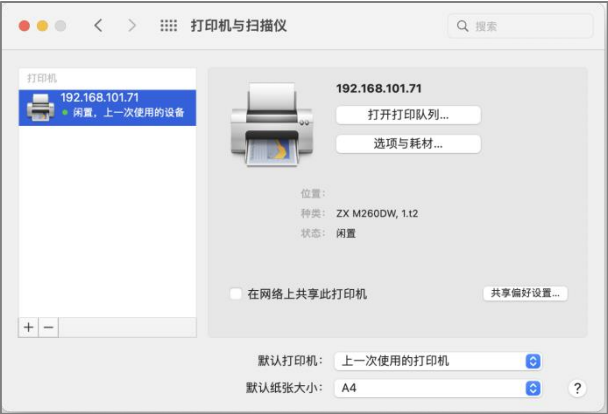 打印机与扫描仪
搜索
打印机
192.168.101.71
闲置，上一次使用的设备
192.168.101.71
打开打印队列...
选项与耗材...
位置：
种类： ZX M260DW, 1.t2
状态： 闲置
在网络上共享此打印机
共享偏好设置...
+ −
默认打印机： 上一次使用的打印机
默认纸张大小： A4
?